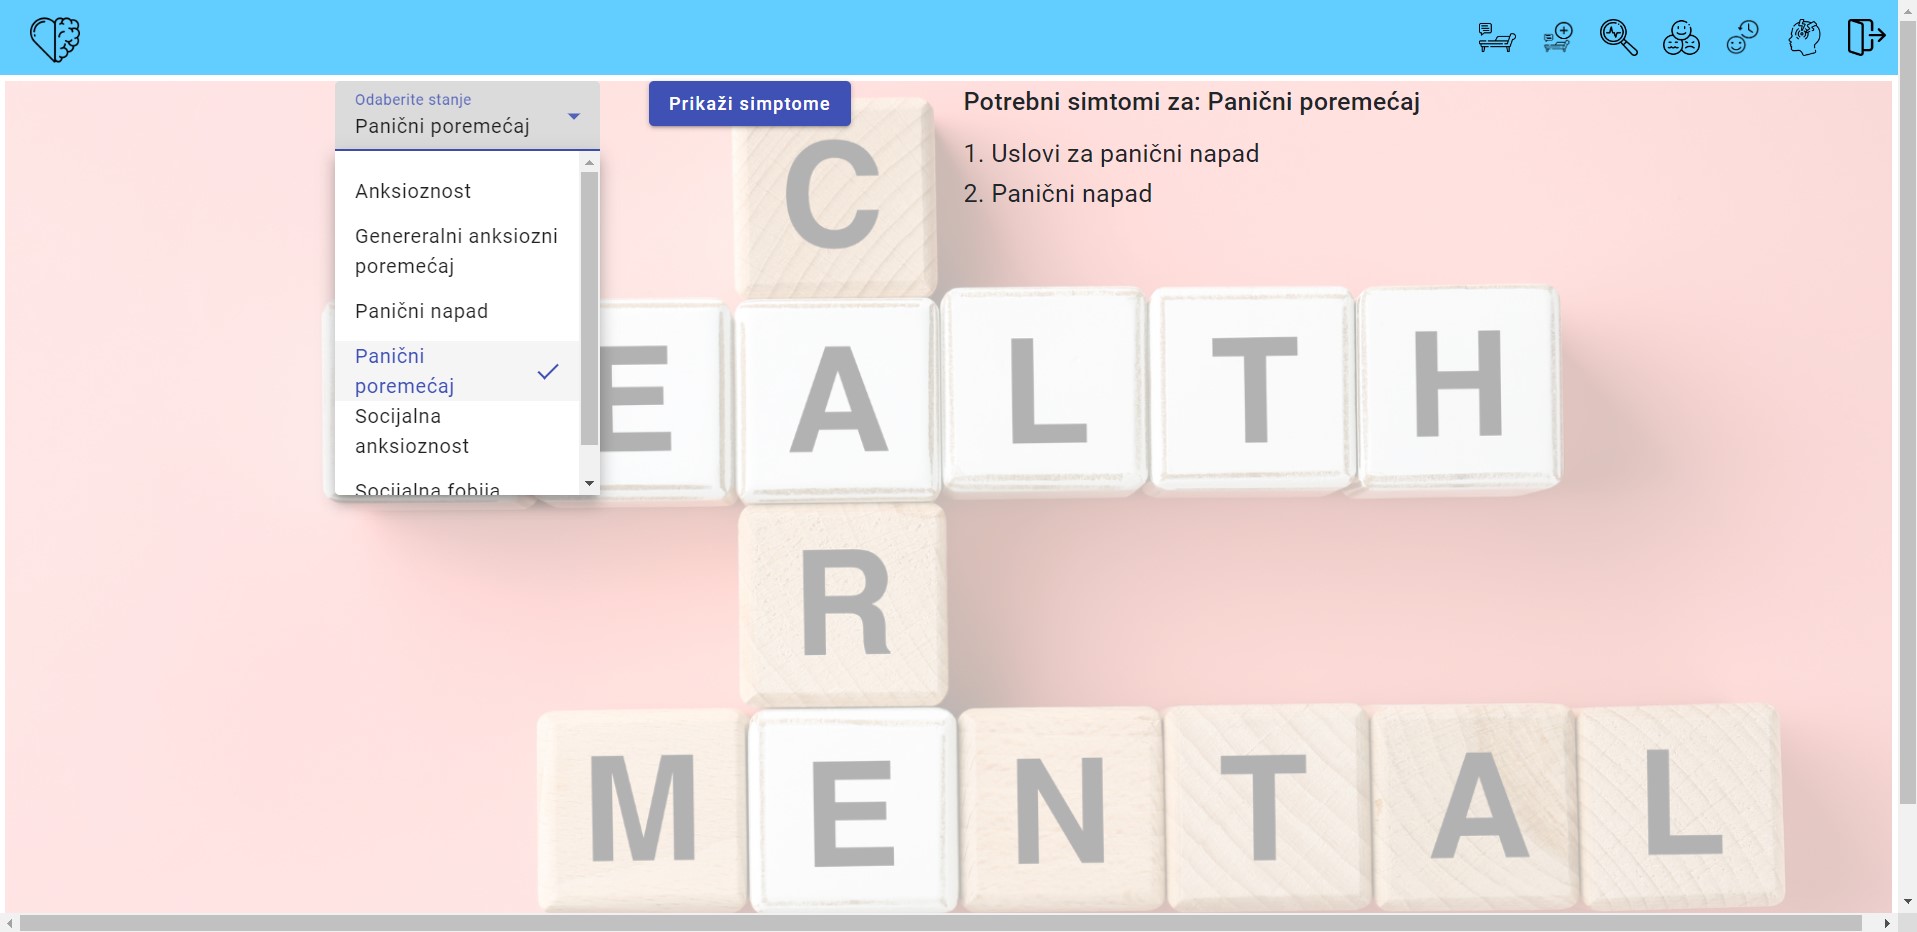 Odaberite stanje
Panični poremećaj
Prikaži simptome
Potrebni simtomi za: Panični poremećaj
1. Uslovi za panični napad
2. Panični napad
Anksioznost
Genereralni anksiozni
poremećaj
Panični napad
Panični
poremećaj
Socijalna
anksioznost
Socijalna fobija
C
E A L T H
R
M E N T A L